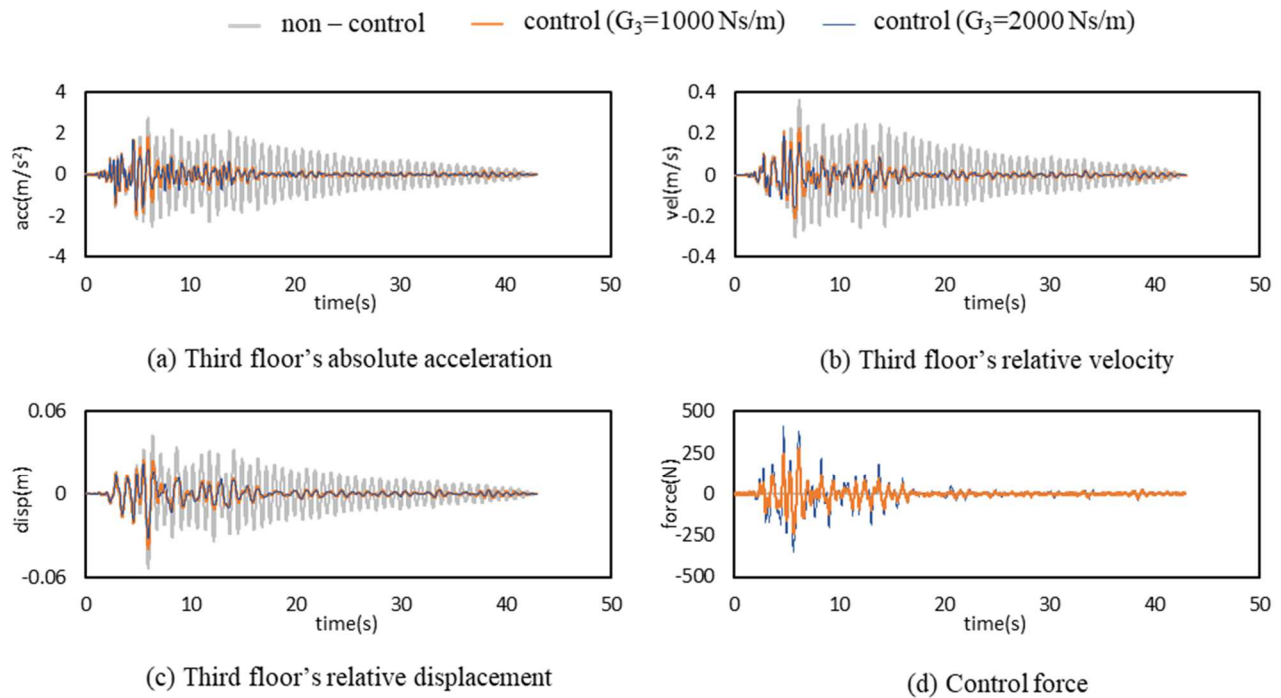 non – control control (G₃=1000 Ns/m) control (G₃=2000 Ns/m)
4
2
0
-2
-4
acc(m/s²)
0 10 20 30 40 50
time(s)
(a) Third floor’s absolute acceleration
0.4
0.2
0
-0.2
-0.4
vel(m/s)
0 10 20 30 40 50
time(s)
(b) Third floor’s relative velocity
0.06
0
-0.06
disp(m)
0 10 20 30 40 50
time(s)
(c) Third floor’s relative displacement
500
250
0
-250
-500
force(N)
0 10 20 30 40 50
time(s)
(d) Control force